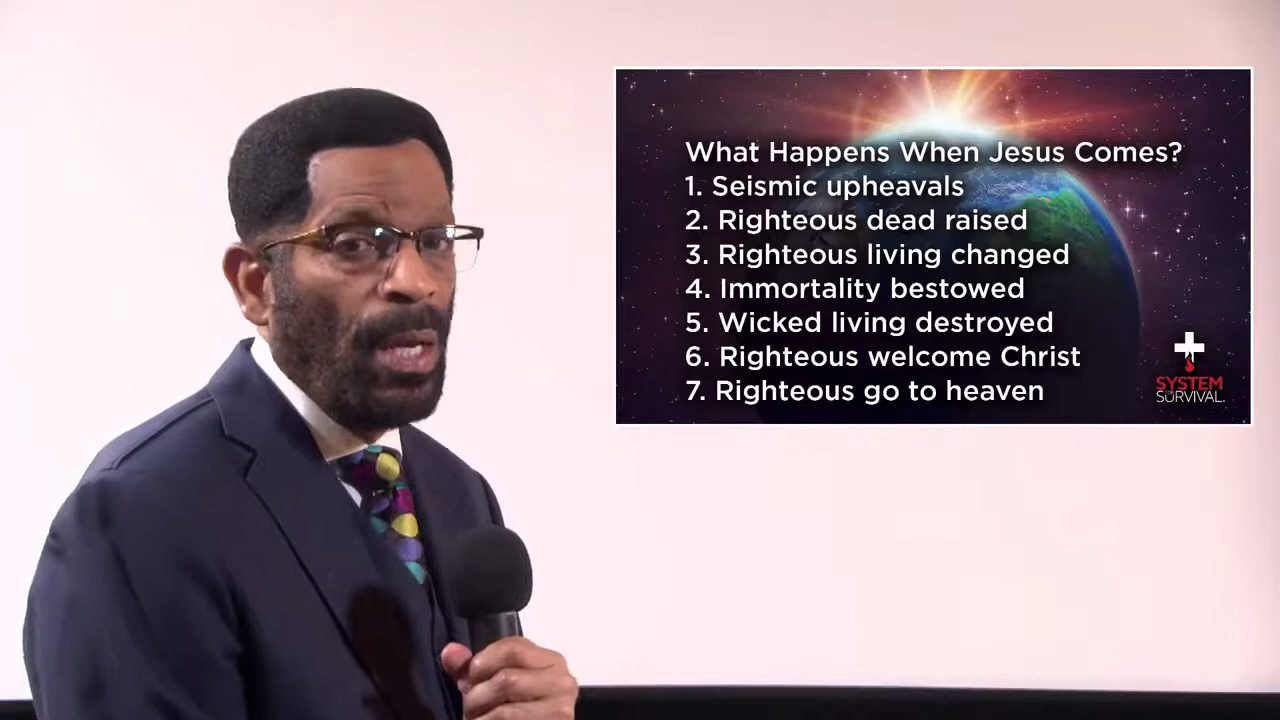 What Happens When Jesus Comes?
1. Seismic upheavals
2. Righteous dead raised
3. Righteous living changed
4. Immortality bestowed
5. Wicked living destroyed
6. Righteous welcome Christ
7. Righteous go to heaven
SYSTEM
FOR
SURVIVAL.